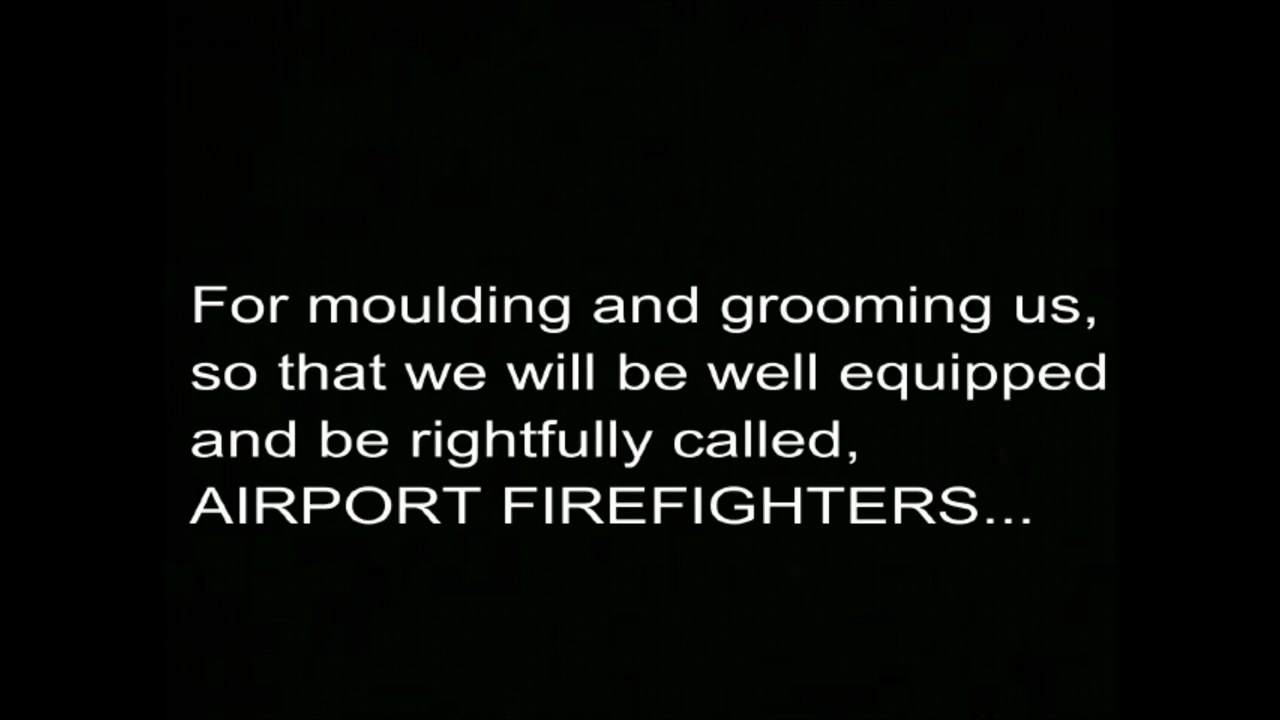 For moulding and grooming us,
so that we will be well equipped
and be rightfully called,
AIRPORT FIREFIGHTERS...